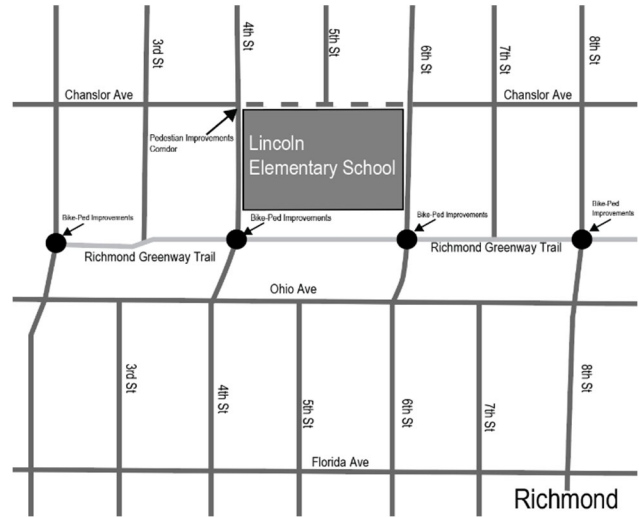 3rd St
4th St
5th St
6th St
7th St
8th St
Chanslor Ave
Chanslor Ave
Pedestian Improvements
Corridor
Lincoln
Elementary School
Bike-Ped Improvements
Bike-Ped Improvements
Bike-Ped Improvements
Bike-Ped
Improvements
Richmond Greenway Trail
Richmond Greenway Trail
Ohio Ave
3rd St
4th St
5th St
6th St
7th St
8th St
Florida Ave
Richmond